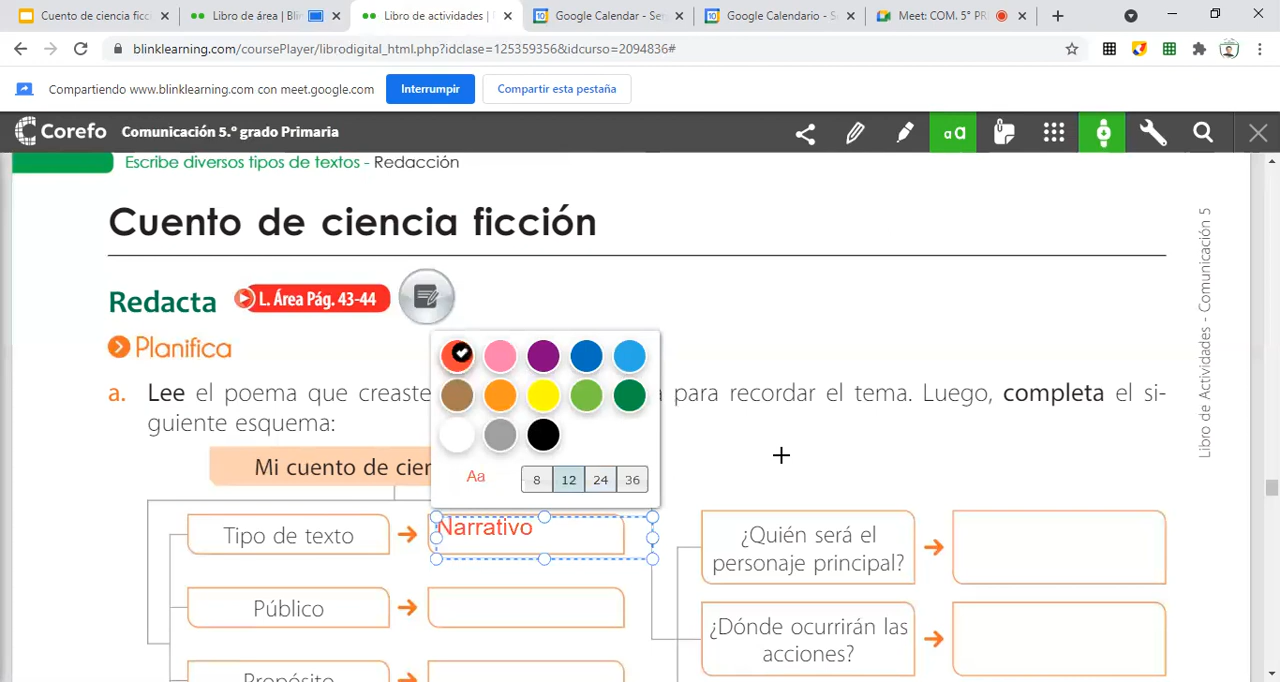 Cuento de ciencia ficci
Libro de área | Bli
Libro de actividades |
Google Calendar - Se
Google Calendario - S
Meet: COM. 5° PR
blinklearning.com/coursePlayer/librodigital_html.php?idclase=125359356&idcurso=2094836#
Compartiendo www.blinklearning.com con meet.google.com
Interrumpir
Compartir esta pestaña
Corefo
Comunicación 5.º grado Primaria
aa
Escribe diversos tipos de textos - Redacción
Cuento de ciencia ficción
Libro de Actividades - Comunicación 5
Redacta
L. Área Pág. 43-44
Planifica
a. Lee el poema que creaste para recordar el tema. Luego, completa el si-
guiente esquema:
Mi cuento de cien
Aa 8 12 24 36
Tipo de texto
Narrativo
¿Quién será el
personaje principal?
Público
¿Dónde ocurrirán las
acciones?
Propósito